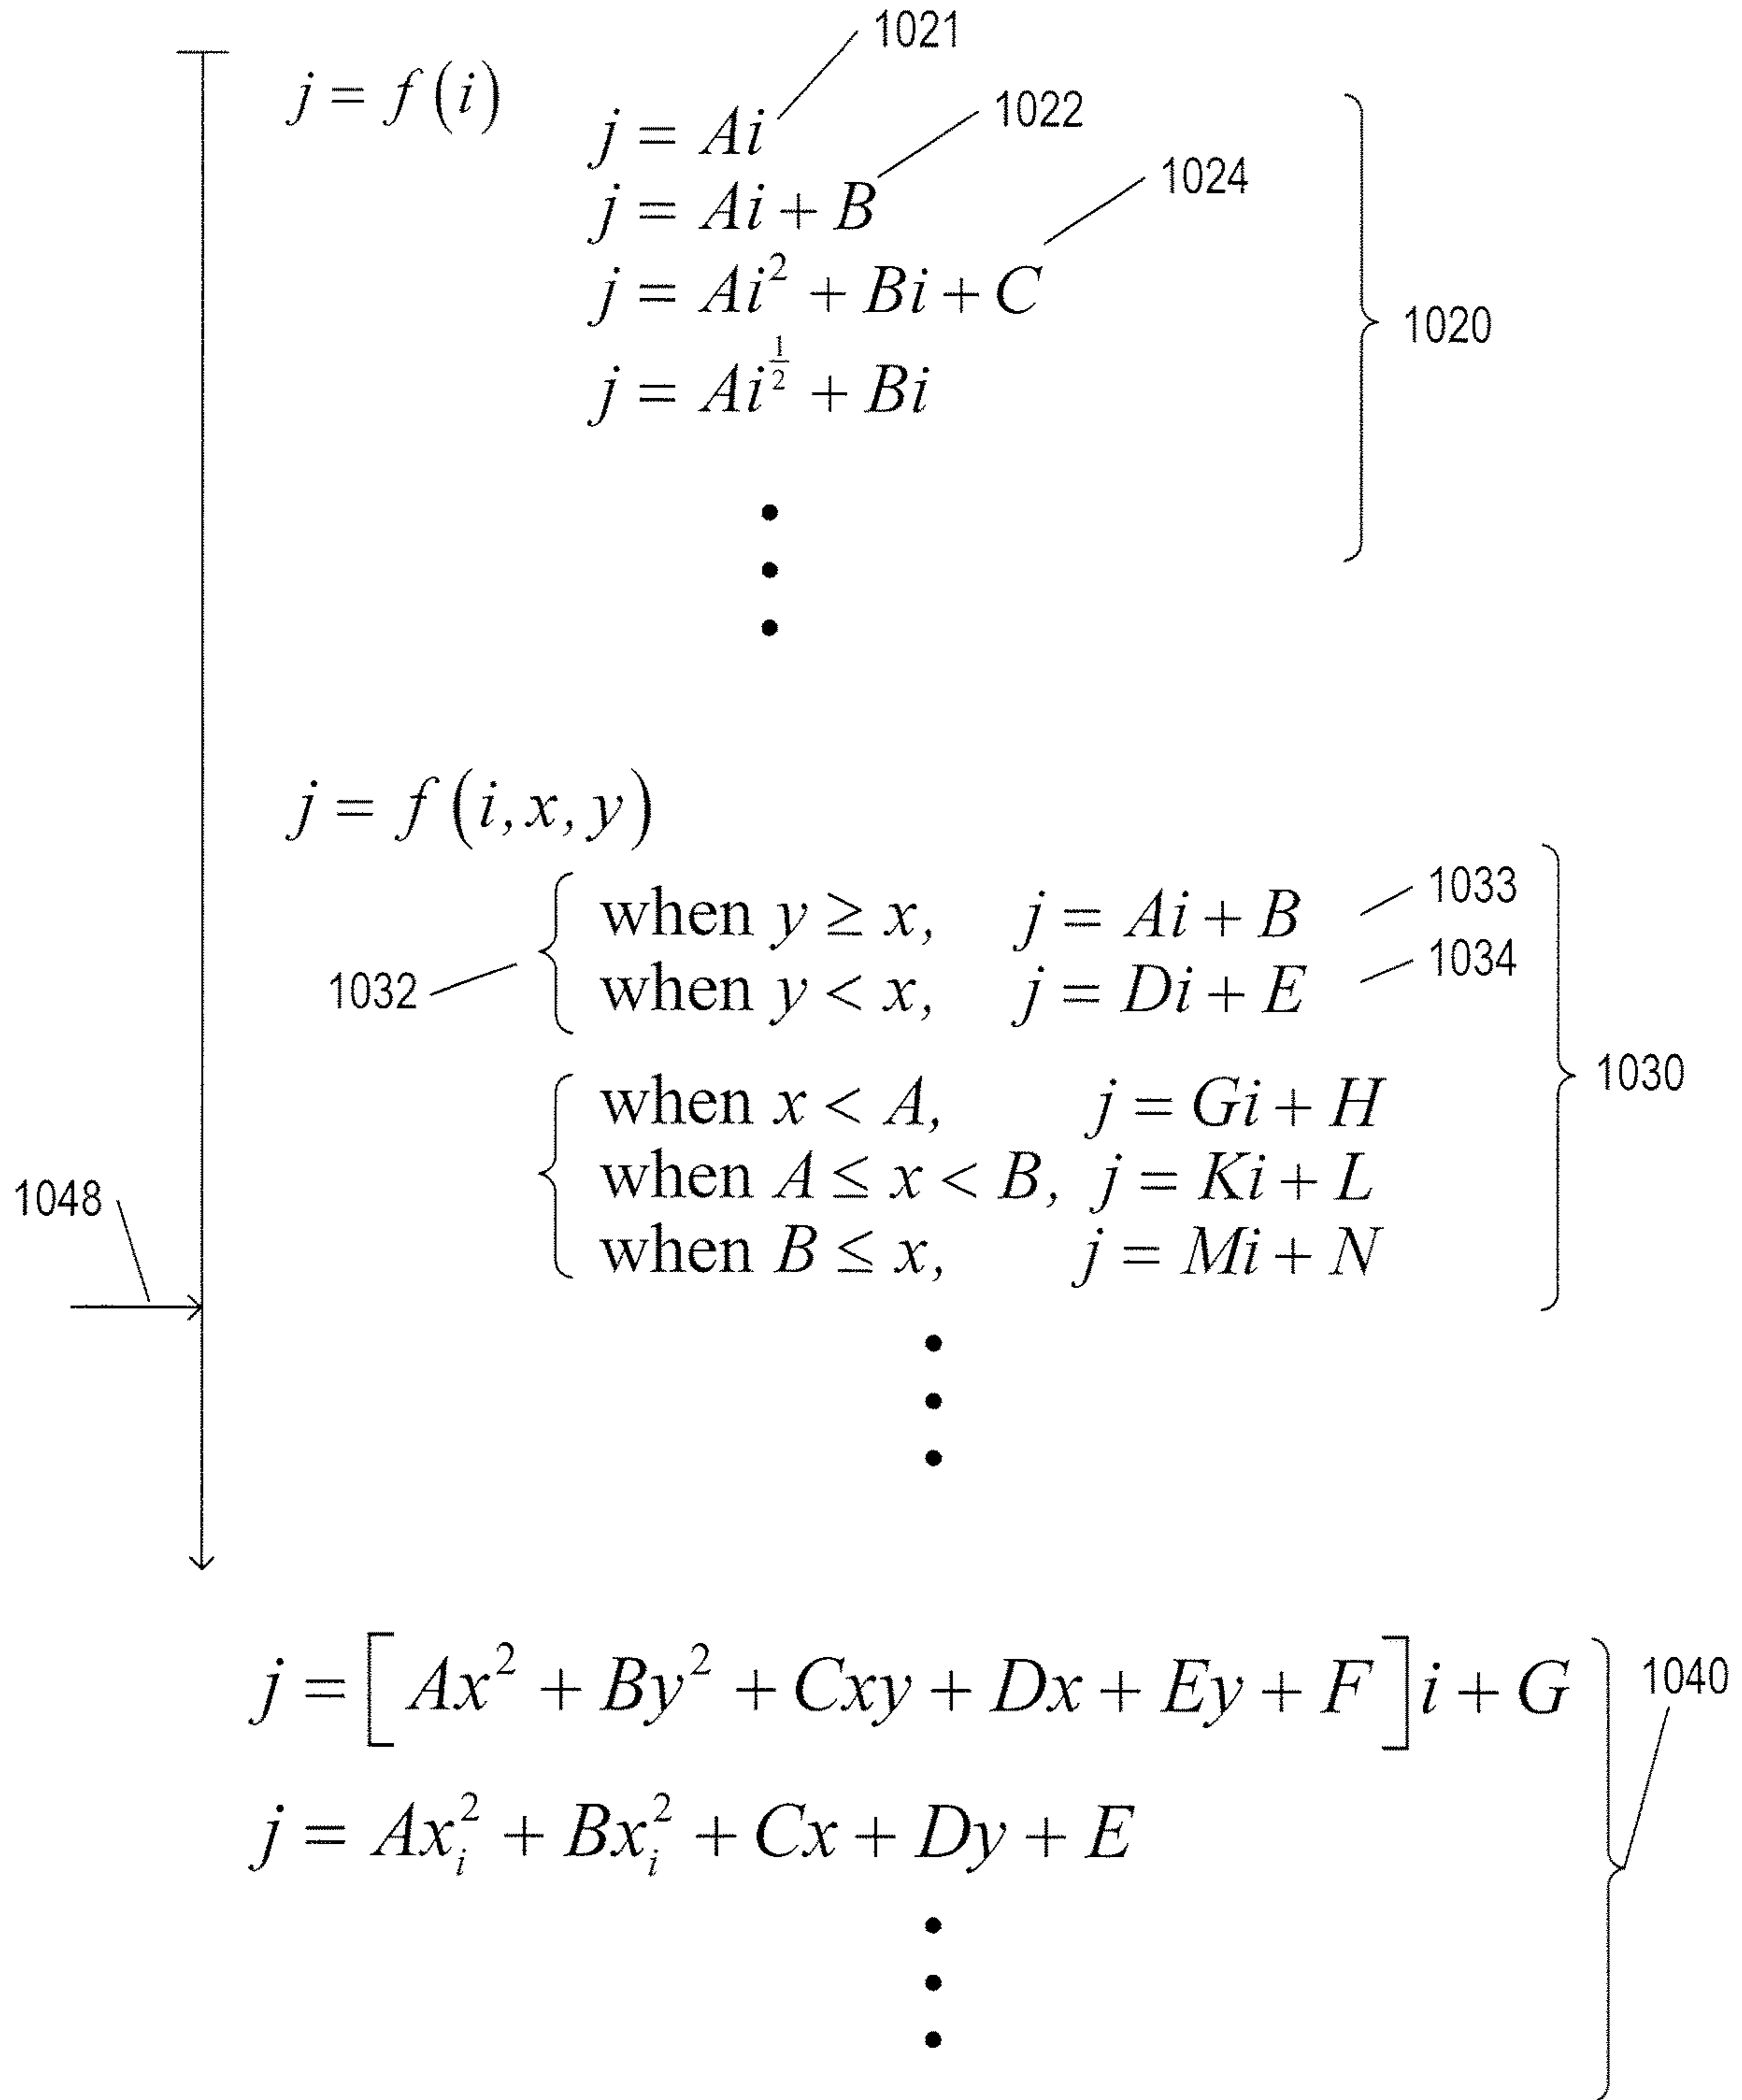 1021
j = f(i)
j = Ai
1022
j = Ai + B
1024
j = Ai² + Bi + C
1020
j = Ai^{1/2} + Bi
j = f(i, x, y)
when y ≥ x, j = Ai + B
1033
when y < x, j = Di + E
1034
1032
1030
when x < A, j = Gi + H
when A ≤ x < B, j = Ki + L
when B ≤ x, j = Mi + N
1048
j = [Ax² + By² + Cxy + Dx + Ey + F]i + G
1040
j = Ax_i² + Bx_i² + Cx + Dy + E